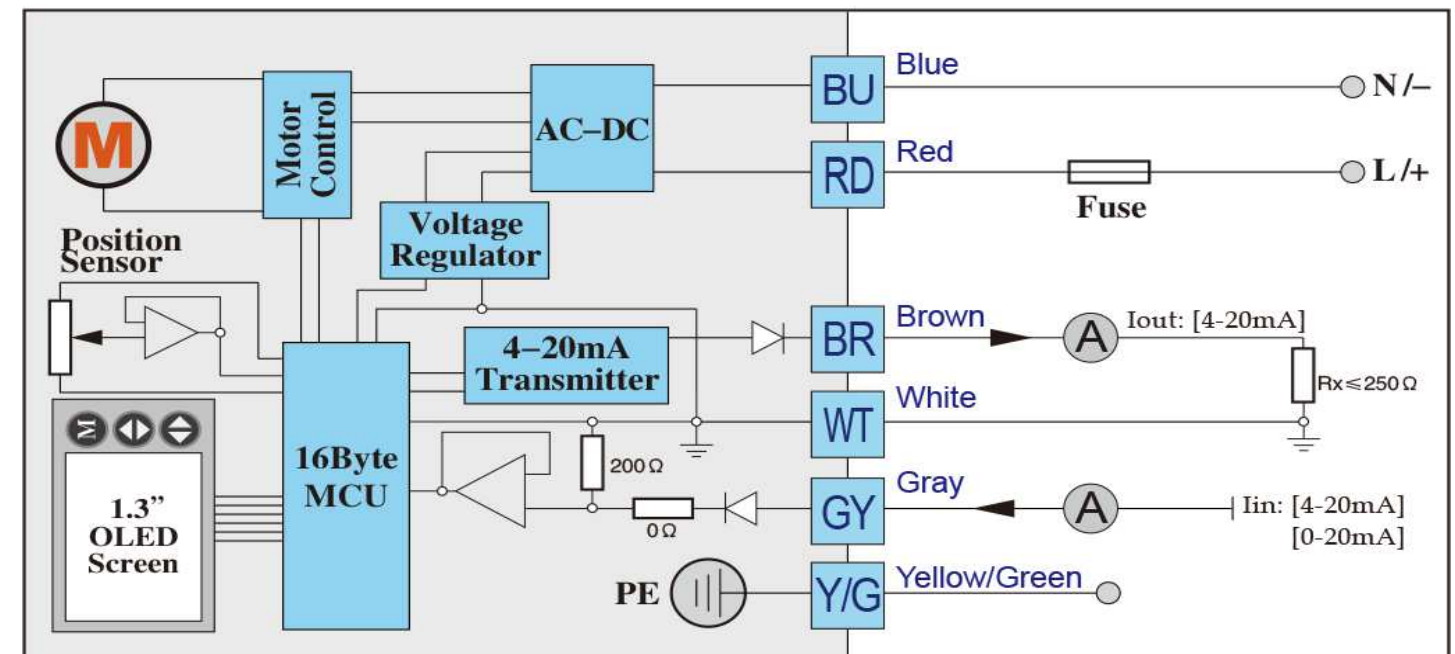 M
Motor
Control
AC–DC
BU
Blue
N/–
RD
Red
Fuse
L/+
Voltage
Regulator
Position
Sensor
4–20mA
Transmitter
BR
Brown
A
Iout: [4-20mA]
Rx≤250Ω
WT
White
M
16Byte
MCU
200Ω
0Ω
GY
Gray
A
Iin: [4-20mA]
[0-20mA]
1.3”
OLED
Screen
PE
Y/G
Yellow/Green